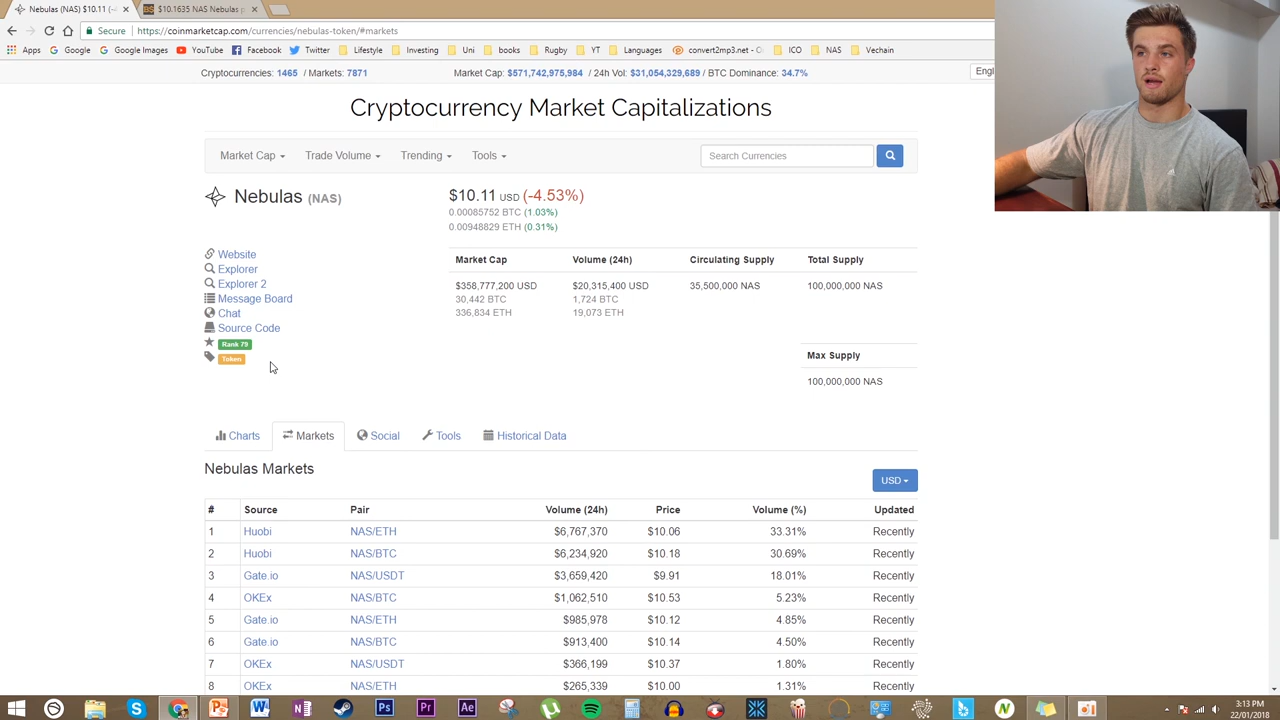 Nebulas (NAS) $10.11 (-4.53%)
$10.1635 NAS Nebulas p
Secure https://coinmarketcap.com/currencies/nebulas-token/#markets
Apps Google Google Images YouTube Facebook Twitter Lifestyle Investing Uni books Rugby YT Languages convert2mp3.net - ICO NAS Vechain
Cryptocurrencies: 1465 / Markets: 7871 Market Cap: $571,742,975,984 / 24h Vol: $31,054,329,689 / BTC Dominance: 34.7% Engl
Cryptocurrency Market Capitalizations
Market Cap Trade Volume Trending Tools Search Currencies
Nebulas (NAS) $10.11 USD (-4.53%)
0.00085752 BTC (1.03%)
0.00948829 ETH (0.31%)
Website
Explorer
Explorer 2
Message Board
Chat
Source Code
Rank 79
Token
Market Cap Volume (24h) Circulating Supply Total Supply
$358,777,200 USD $20,315,400 USD 35,500,000 NAS 100,000,000 NAS
30,442 BTC 1,724 BTC
336,834 ETH 19,073 ETH
Max Supply
100,000,000 NAS
Charts Markets Social Tools Historical Data
Nebulas Markets
USD
# Source Pair Volume (24h) Price Volume (%) Updated
1 Huobi NAS/ETH $6,767,370 $10.06 33.31% Recently
2 Huobi NAS/BTC $6,234,920 $10.18 30.69% Recently
3 Gate.io NAS/USDT $3,659,420 $9.91 18.01% Recently
4 OKEx NAS/BTC $1,062,510 $10.53 5.23% Recently
5 Gate.io NAS/ETH $985,978 $10.12 4.85% Recently
6 Gate.io NAS/BTC $913,400 $10.14 4.50% Recently
7 OKEx NAS/USDT $366,199 $10.37 1.80% Recently
8 OKEx NAS/ETH $265,339 $10.00 1.31% Recently
3:13 PM
22/01/2018